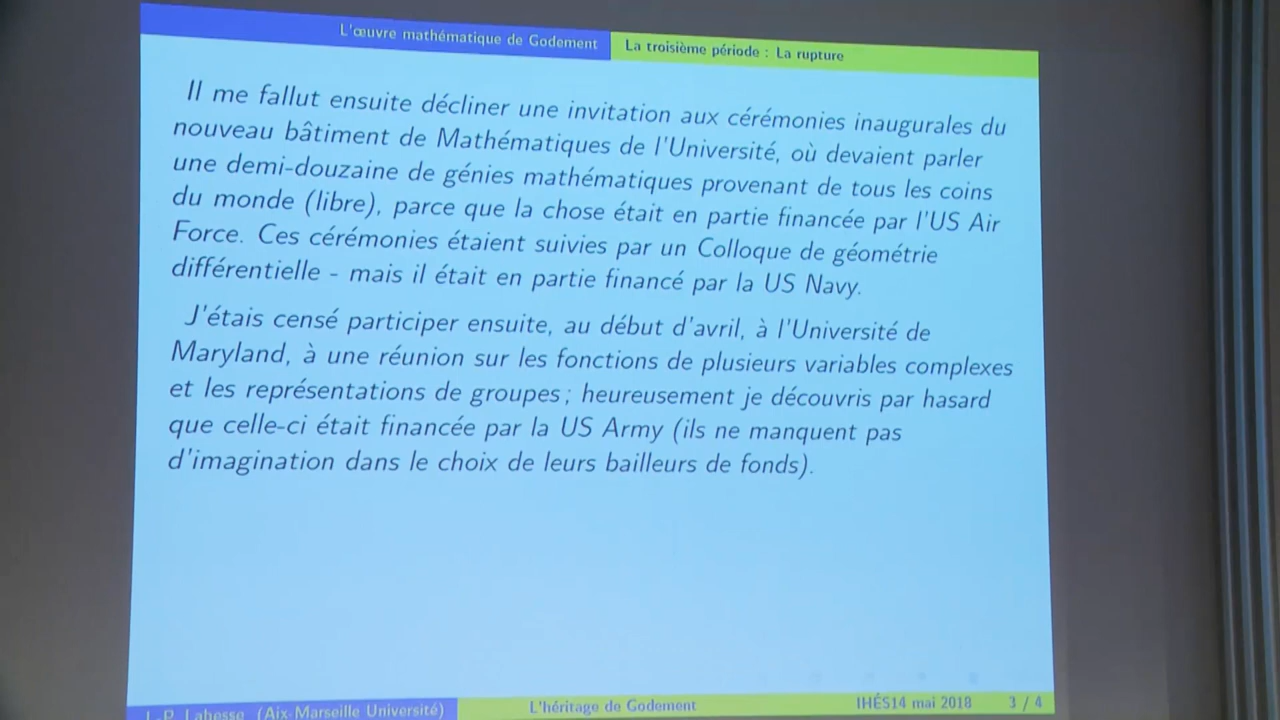 L'œuvre mathématique de Godement
La troisième période : La rupture
Il me fallut ensuite décliner une invitation aux cérémonies inaugurales du
nouveau bâtiment de Mathématiques de l'Université, où devaient parler
une demi-douzaine de génies mathématiques provenant de tous les coins
du monde (libre), parce que la chose était en partie financée par l'US Air
Force. Ces cérémonies étaient suivies par un Colloque de géométrie
différentielle - mais il était en partie financé par la US Navy.
J'étais censé participer ensuite, au début d'avril, à l'Université de
Maryland, à une réunion sur les fonctions de plusieurs variables complexes
et les représentations de groupes ; heureusement je découvris par hasard
que celle-ci était financée par la US Army (ils ne manquent pas
d'imagination dans le choix de leurs bailleurs de fonds).
J.-P. Labesse (Aix-Marseille Université)
L'héritage de Godement
IHÉS14 mai 2018
3 / 4